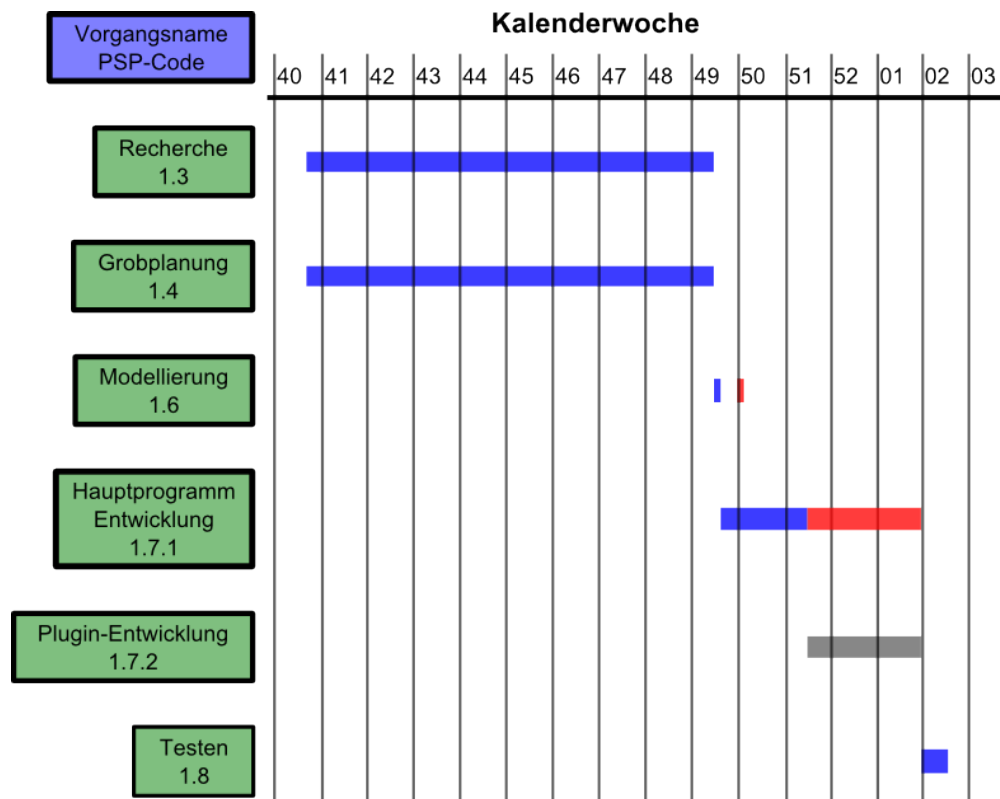 Kalenderwoche
Vorgangsname
PSP-Code
40 41 42 43 44 45 46 47 48 49 50 51 52 01 02 03
Recherche
1.3
Grobplanung
1.4
Modellierung
1.6
Hauptprogramm
Entwicklung
1.7.1
Plugin-Entwicklung
1.7.2
Testen
1.8